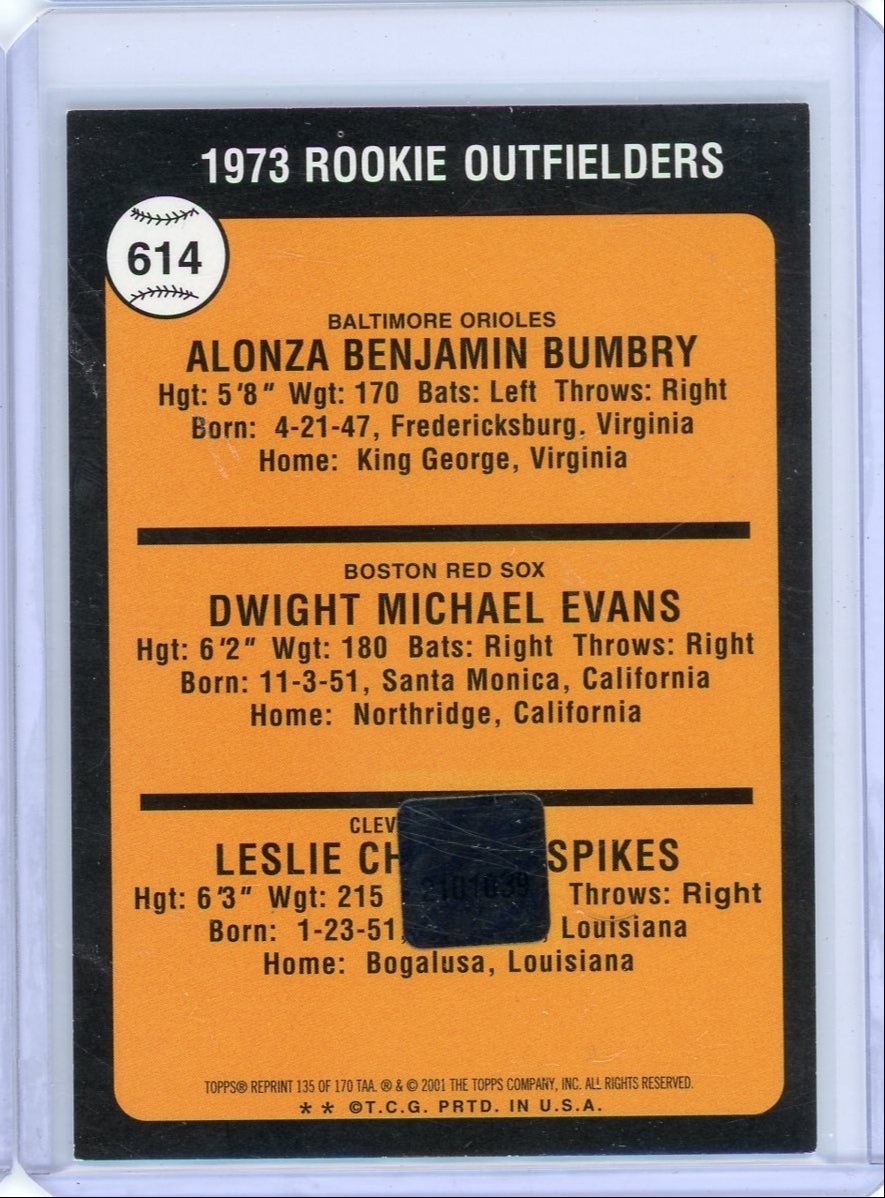 1973 ROOKIE OUTFIELDERS
614
BALTIMORE ORIOLES
ALONZA BENJAMIN BUMBRY
Hgt: 5'8" Wgt: 170 Bats: Left Throws: Right
Born: 4-21-47, Fredericksburg. Virginia
Home: King George, Virginia
BOSTON RED SOX
DWIGHT MICHAEL EVANS
Hgt: 6'2" Wgt: 180 Bats: Right Throws: Right
Born: 11-3-51, Santa Monica, California
Home: Northridge, California
CLEV
LESLIE CH SPIKES
Hgt: 6'3" Wgt: 215 Throws: Right
Born: 1-23-51, Louisiana
Home: Bogalusa, Louisiana
TOPPS® REPRINT 135 OF 170 TAA. ® & © 2001 THE TOPPS COMPANY, INC. ALL RIGHTS RESERVED.
* * ©T.C.G. PRTD. IN U.S.A.